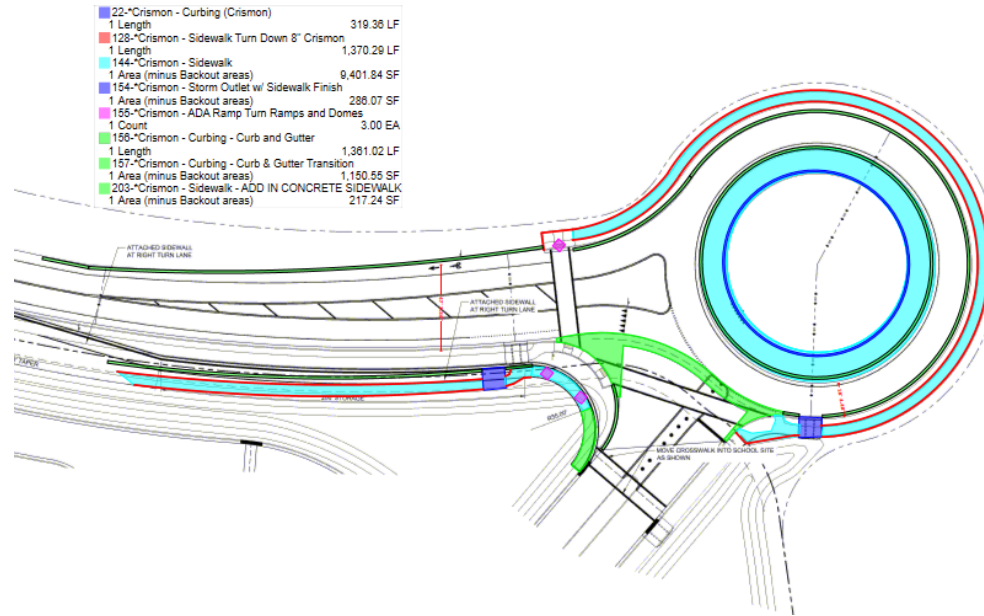 22-*Crismon - Curbing (Crismon)
1 Length 319.36 LF
128-*Crismon - Sidewalk Turn Down 8" Crismon
1 Length 1,370.29 LF
144-*Crismon - Sidewalk
1 Area (minus Backout areas) 9,401.84 SF
154-*Crismon - Storm Outlet w/ Sidewalk Finish
1 Area (minus Backout areas) 286.07 SF
155-*Crismon - ADA Ramp Turn Ramps and Domes
1 Count 3.00 EA
156-*Crismon - Curbing - Curb and Gutter
1 Length 1,361.02 LF
157-*Crismon - Curbing - Curb & Gutter Transition
1 Area (minus Backout areas) 1,150.55 SF
203-*Crismon - Sidewalk - ADD IN CONCRETE SIDEWALK
1 Area (minus Backout areas) 217.24 SF
ATTACHED SIDEWALL
AT RIGHT TURN LANE
ATTACHED SIDEWALL
AT RIGHT TURN LANE
TAPER
STORAGE
MOVE CROSSWALK INTO SCHOOL SITE
AS SHOWN